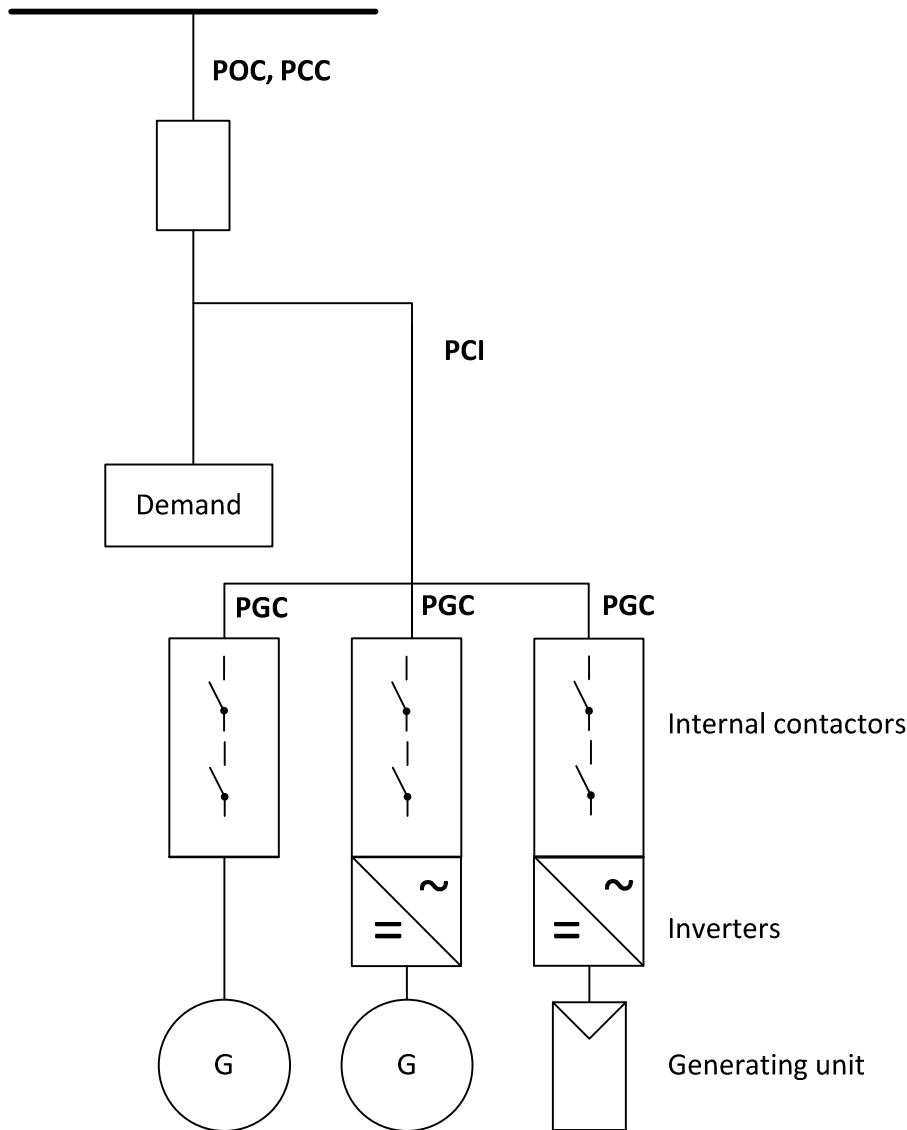 POC, PCC
PCI
Demand
PGC PGC PGC
Internal contactors
~ ~
= =
Inverters
G G
Generating unit